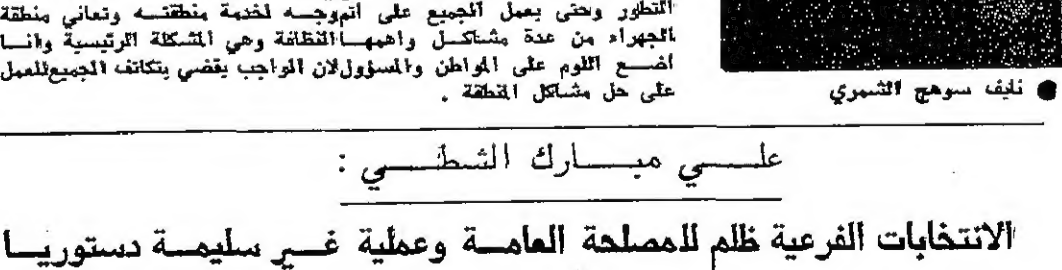 التطور وحتى يعمل الجميع على اتم وجه لخدمة منطقته وتعاني منطقة
الجهراء من عدة مشاكل واهمها النظافة وهي المشكلة الرئيسية وانا
اضع اللوم على المواطن والمسؤول لان الواجب يقضي بتكاتف الجميع للعمل
على حل مشاكل المنطقة .
● نايف سوهج الشمري
علي مبارك الشطي :
الانتخابات الفرعية ظلم للمصلحة العامة وعملية غير سليمة دستوريا